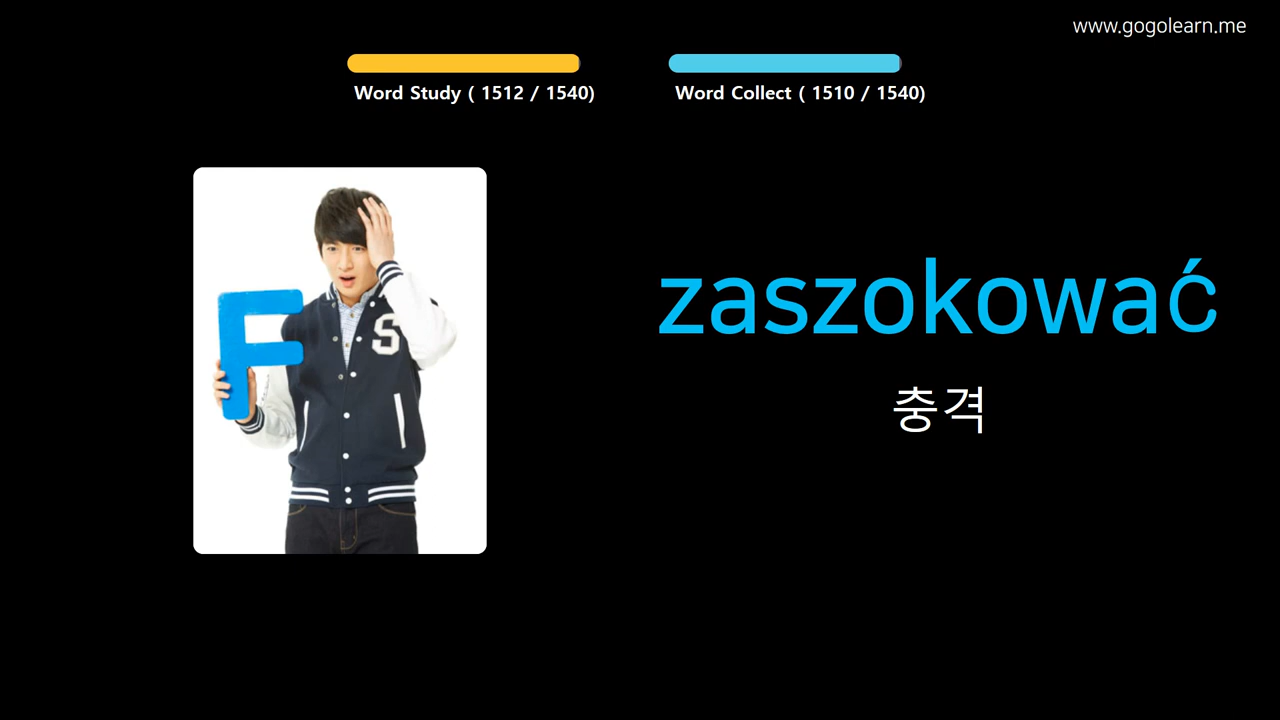 www.gogolearn.me
Word Study ( 1512 / 1540)
Word Collect ( 1510 / 1540)
F
S
zaszokować
충격